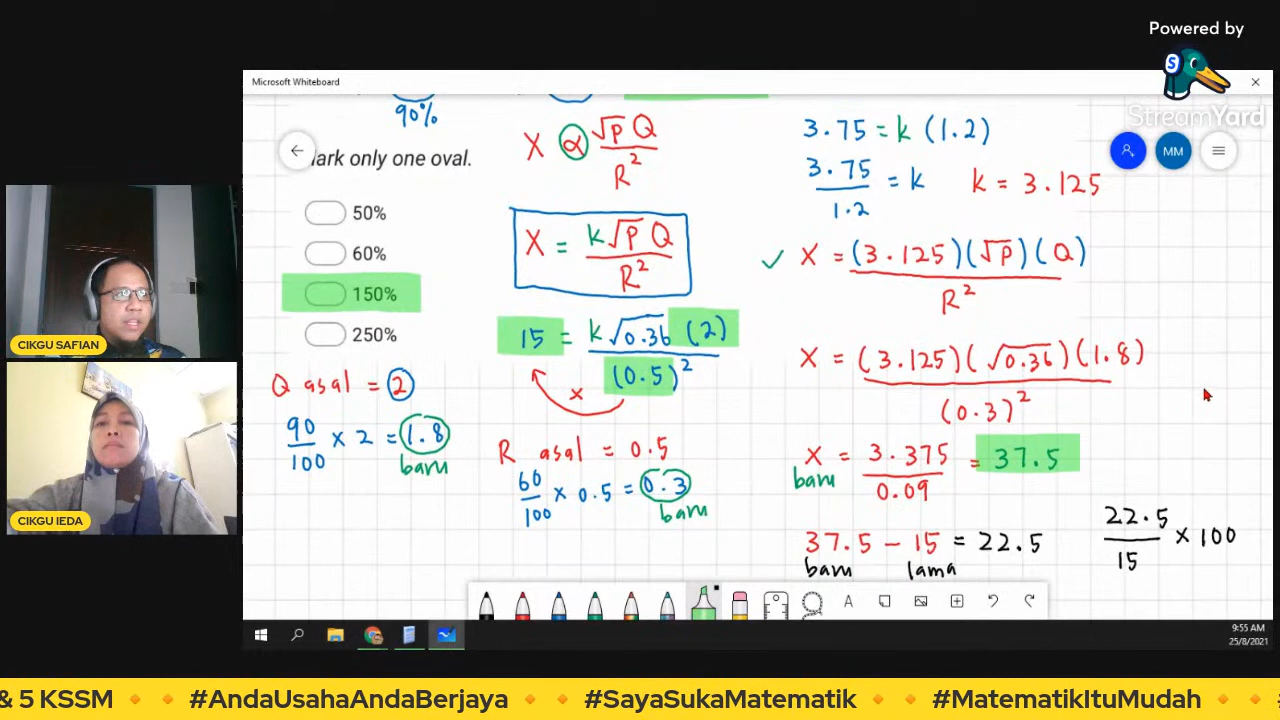 Powered by
StreamYard
Microsoft Whiteboard
MM
90%
X ∝ √P Q / R²
ark only one oval.
50%
60%
150%
250%
X = k√P Q / R²
15 = k√0.36 (2) / (0.5)²
x
Q asal = 2
90/100 × 2 = 1.8
baru
R asal = 0.5
60/100 × 0.5 = 0.3
baru
3.75 = k (1.2)
3.75/1.2 = k k = 3.125
✓ X = (3.125)(√P)(Q) / R²
X = (3.125)(√0.36)(1.8) / (0.3)²
X = 3.375/0.09 = 37.5
baru
37.5 − 15 = 22.5
baru lama
22.5/15 × 100
CIKGU SAFIAN
CIKGU IEDA
9:55 AM
25/8/2021
& 5 KSSM #AndaUsahaAndaBerjaya #SayaSukaMatematik #MatematikItuMudah